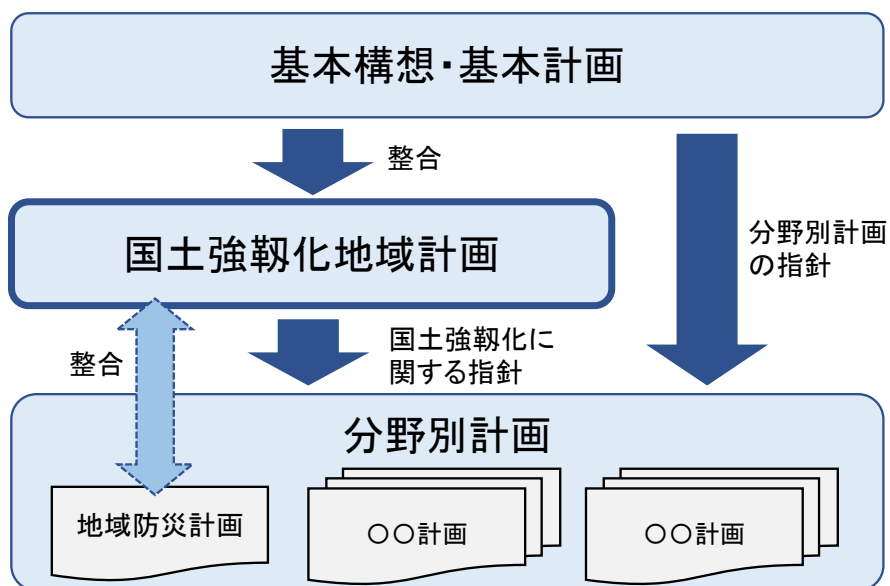 基本構想・基本計画
整合
分野別計画
の指針
国土強靱化地域計画
整合
国土強靱化に
関する指針
分野別計画
地域防災計画
〇〇計画
〇〇計画